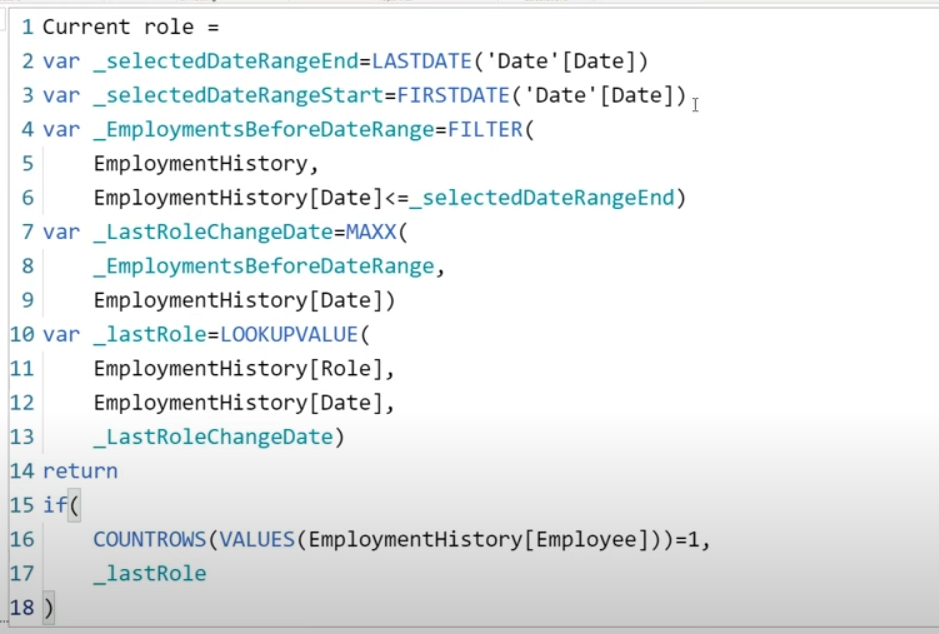 1 Current role =
2 var _selectedDateRangeEnd=LASTDATE('Date'[Date])
3 var _selectedDateRangeStart=FIRSTDATE('Date'[Date])
4 var _EmploymentsBeforeDateRange=FILTER(
5 EmploymentHistory,
6 EmploymentHistory[Date]<=_selectedDateRangeEnd)
7 var _LastRoleChangeDate=MAXX(
8 _EmploymentsBeforeDateRange,
9 EmploymentHistory[Date])
10 var _lastRole=LOOKUPVALUE(
11 EmploymentHistory[Role],
12 EmploymentHistory[Date],
13 _LastRoleChangeDate)
14 return
15 if(
16 COUNTROWS(VALUES(EmploymentHistory[Employee]))=1,
17 _lastRole
18 )